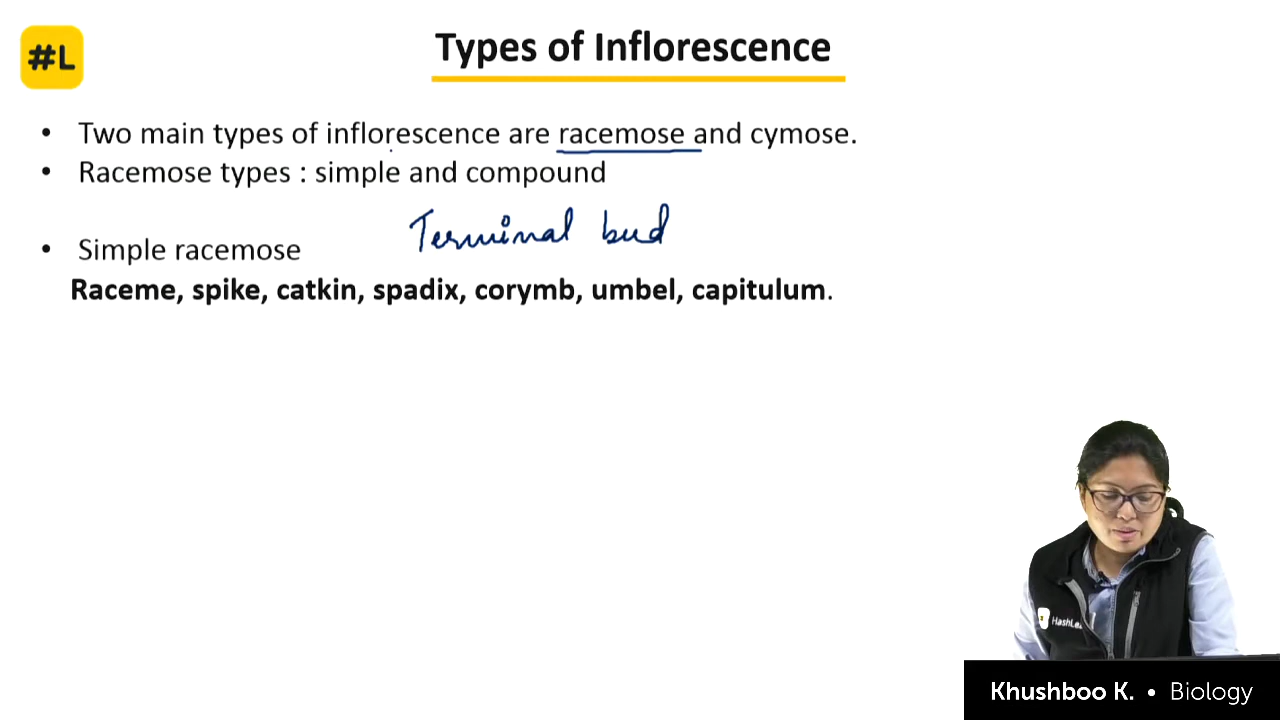 #L
Types of Inflorescence
• Two main types of inflorescence are racemose and cymose.
• Racemose types : simple and compound
Terminal bud
• Simple racemose
Raceme, spike, catkin, spadix, corymb, umbel, capitulum.
Khushboo K. • Biology